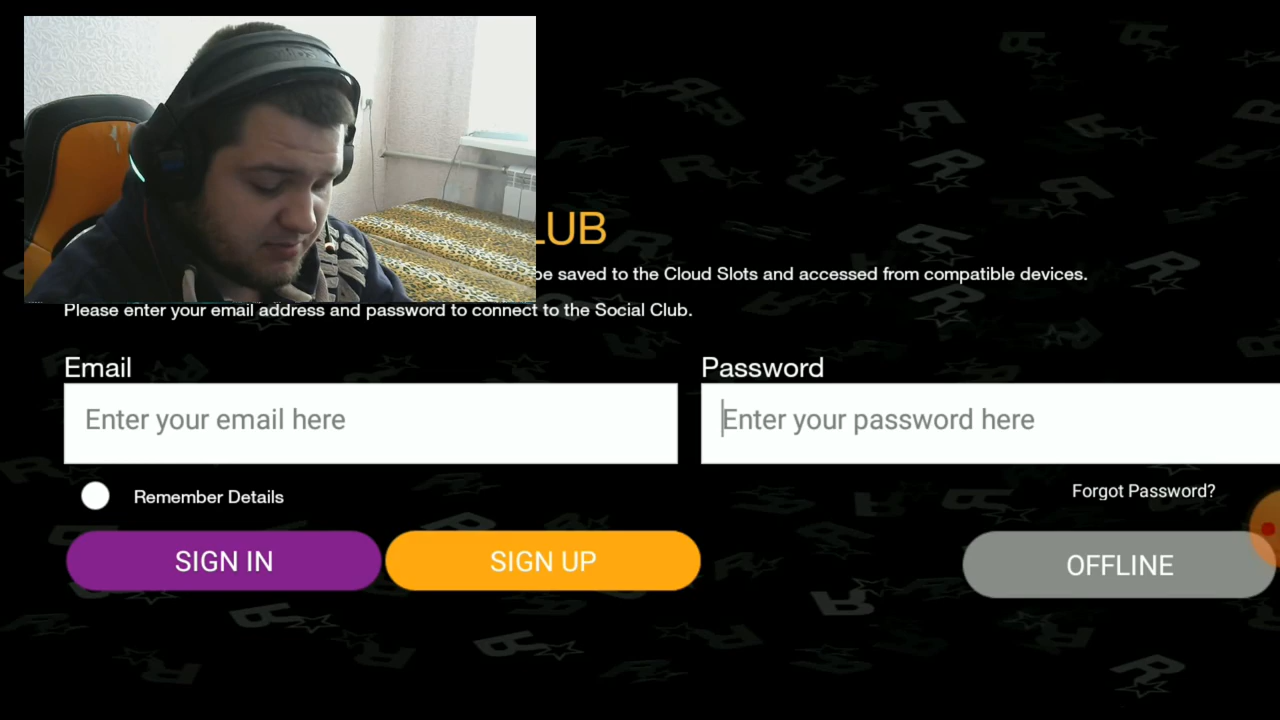 LUB
be saved to the Cloud Slots and accessed from compatible devices.
Please enter your email address and password to connect to the Social Club.
Email
Password
Enter your email here
Enter your password here
Remember Details
Forgot Password?
SIGN IN
SIGN UP
OFFLINE